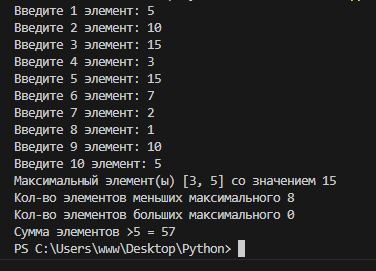 Введите 1 элемент: 5
Введите 2 элемент: 10
Введите 3 элемент: 15
Введите 4 элемент: 3
Введите 5 элемент: 15
Введите 6 элемент: 7
Введите 7 элемент: 2
Введите 8 элемент: 1
Введите 9 элемент: 10
Введите 10 элемент: 5
Максимальный элемент(ы) [3, 5] со значением 15
Кол-во элементов меньших максимального 8
Кол-во элементов больших максимального 0
Сумма элементов >5 = 57
PS C:\Users\www\Desktop\Python>